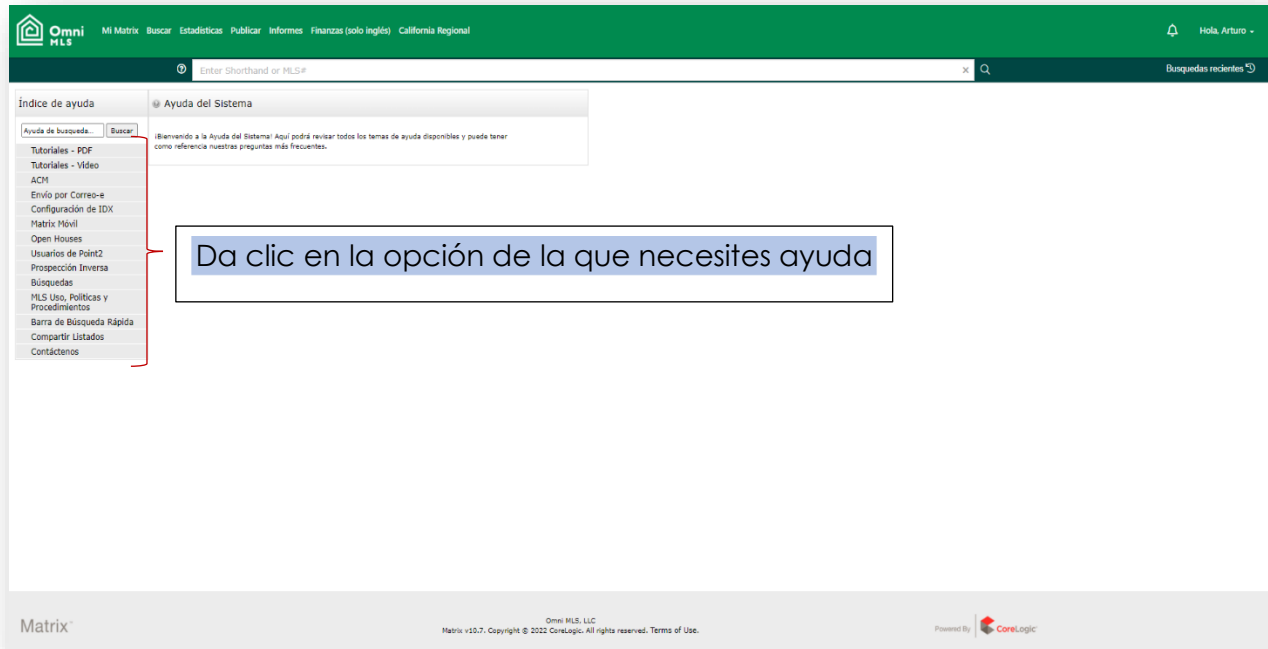 Omni
MLS
Mi Matrix Buscar Estadísticas Publicar Informes Finanzas (solo inglés) California Regional
Hola, Arturo
Enter Shorthand or MLS#
Busquedas recientes
Índice de ayuda
Ayuda del Sistema
Ayuda de busqueda... Buscar
¡Bienvenido a la Ayuda del Sistema! Aquí podrá revisar todos los temas de ayuda disponibles y puede tener
como referencia nuestras preguntas más frecuentes.
Tutoriales - PDF
Tutoriales - Video
ACM
Envío por Correo-e
Configuración de IDX
Matrix Móvil
Open Houses
Usuarios de Point2
Prospección Inversa
Búsquedas
MLS Uso, Políticas y
Procedimientos
Barra de Búsqueda Rápida
Compartir Listados
Contáctenos
Da clic en la opción de la que necesites ayuda
Matrix
Omni MLS, LLC
Matrix v10.7. Copyright © 2022 CoreLogic. All rights reserved. Terms of Use.
Powered By CoreLogic